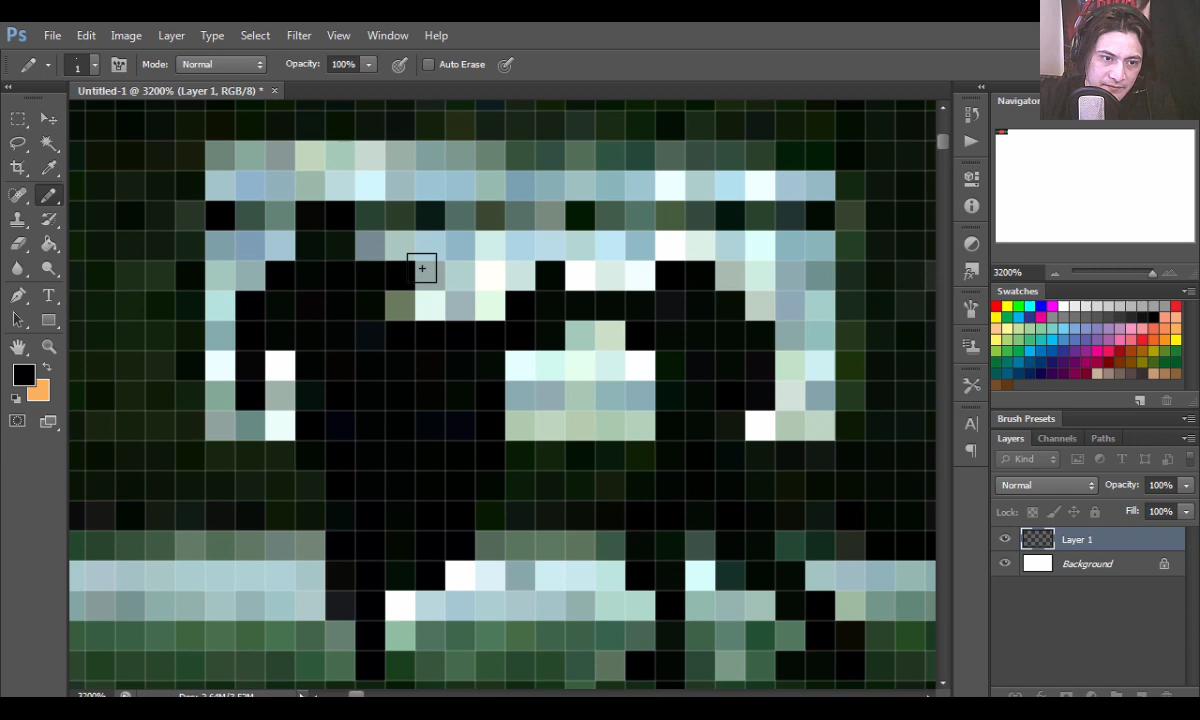 Ps File Edit Image Layer Type Select Filter View Window Help
1 Mode: Normal Opacity: 100% Auto Erase
Untitled-1 @ 3200% (Layer 1, RGB/8) * ×
Navigator
3200%
Swatches
Brush Presets
Layers Channels Paths
Kind
Normal Opacity: 100%
Lock: Fill: 100%
Layer 1
Background
3200%